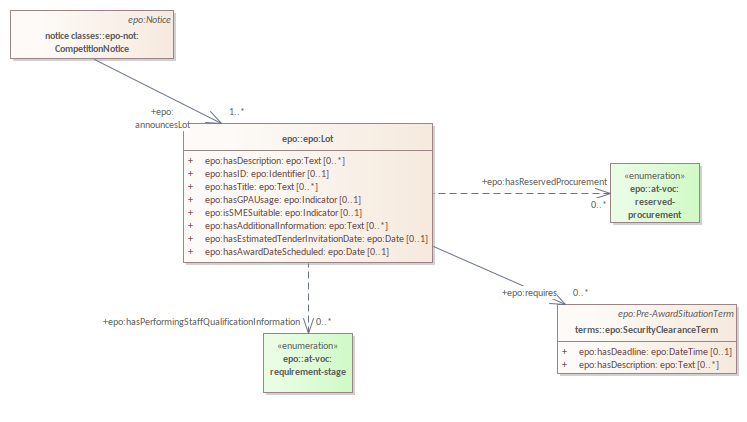 epo:Notice
notice classes::epo-not:
CompetitionNotice
+epo:
announcesLot
1..*
epo::epo:Lot
+ epo:hasDescription: epo:Text [0..*]
+ epo:hasID: epo:Identifier [0..1]
+ epo:hasTitle: epo:Text [0..*]
+ epo:hasGPAUsage: epo:Indicator [0..1]
+ epo:isSMESuitable: epo:Indicator [0..1]
+ epo:hasAdditionalInformation: epo:Text [0..*]
+ epo:hasEstimatedTenderInvitationDate: epo:Date [0..1]
+ epo:hasAwardDateScheduled: epo:Date [0..1]
+epo:hasReservedProcurement
0..*
«enumeration»
epo::at-voc:
reserved-
procurement
+epo:requires
0..*
epo:Pre-AwardSituationTerm
terms::epo:SecurityClearanceTerm
+ epo:hasDeadline: epo:DateTime [0..1]
+ epo:hasDescription: epo:Text [0..*]
+epo:hasPerformingStaffQualificationInformation
0..*
«enumeration»
epo::at-voc:
requirement-stage